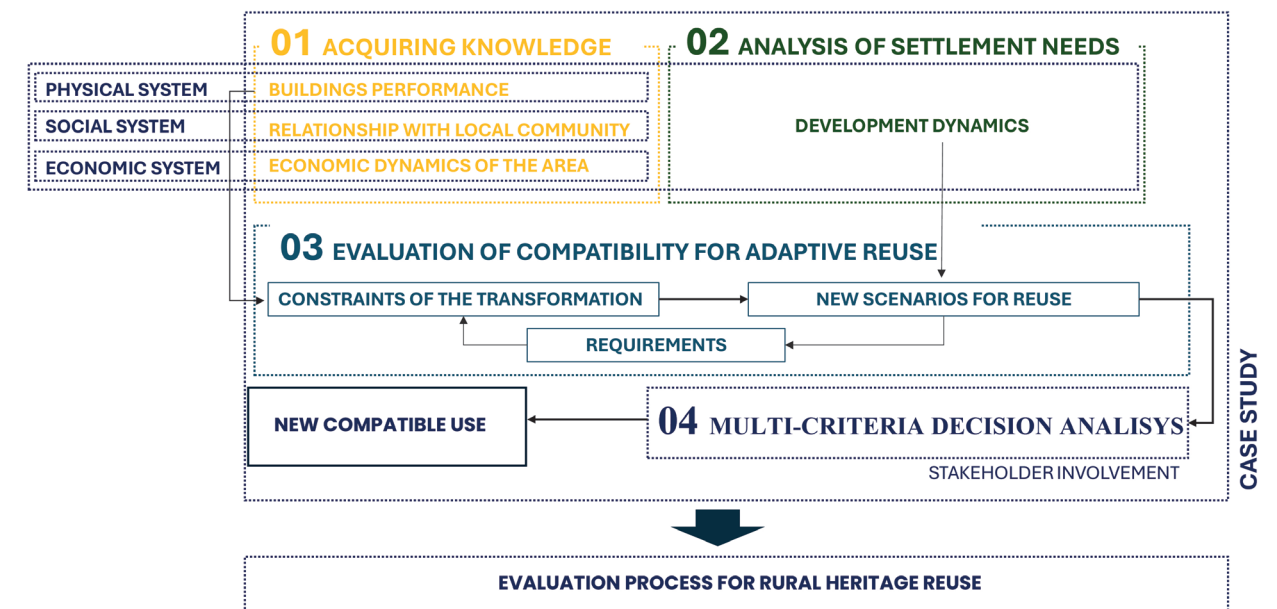 01 ACQUIRING KNOWLEDGE
02 ANALYSIS OF SETTLEMENT NEEDS
PHYSICAL SYSTEM
BUILDINGS PERFORMANCE
SOCIAL SYSTEM
RELATIONSHIP WITH LOCAL COMMUNITY
DEVELOPMENT DYNAMICS
ECONOMIC SYSTEM
ECONOMIC DYNAMICS OF THE AREA
03 EVALUATION OF COMPATIBILITY FOR ADAPTIVE REUSE
CONSTRAINTS OF THE TRANSFORMATION
NEW SCENARIOS FOR REUSE
REQUIREMENTS
NEW COMPATIBLE USE
04 MULTI-CRITERIA DECISION ANALISYS
STAKEHOLDER INVOLVEMENT
CASE STUDY
EVALUATION PROCESS FOR RURAL HERITAGE REUSE